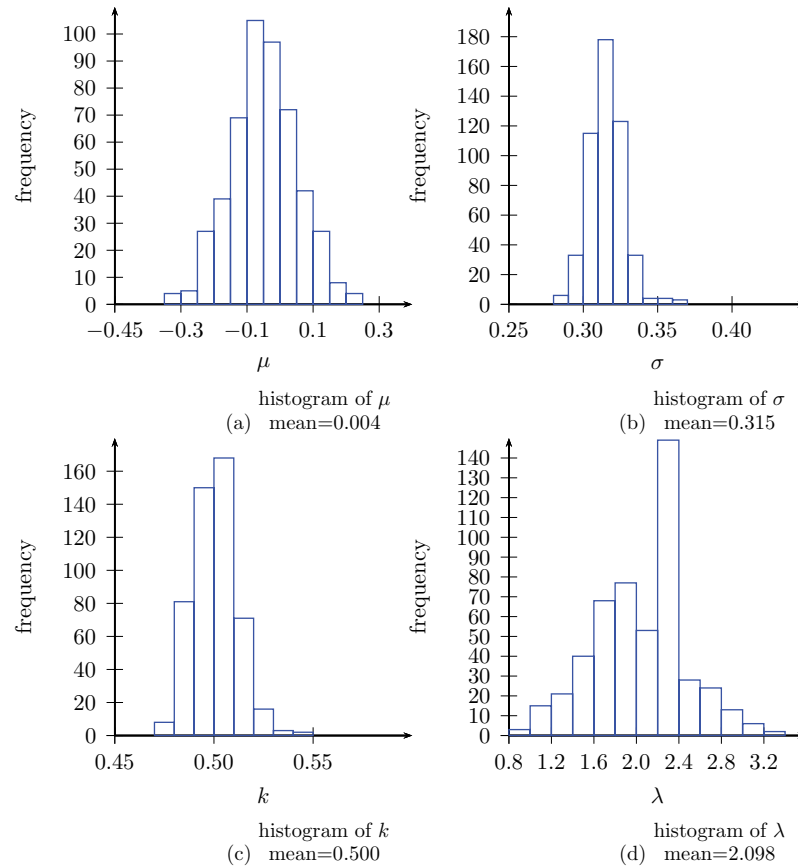 100
90
80
70
60
50
40
30
20
10
0
frequency
−0.45 −0.3 −0.1 0.1 0.3
μ
histogram of μ
(a) mean=0.004
180
160
140
120
100
80
60
40
20
0
frequency
0.25 0.30 0.35 0.40
σ
histogram of σ
(b) mean=0.315
160
140
120
100
80
60
40
20
0
frequency
0.45 0.50 0.55
k
histogram of k
(c) mean=0.500
140
130
120
110
100
90
80
70
60
50
40
30
20
10
0
frequency
0.8 1.2 1.6 2.0 2.4 2.8 3.2
λ
histogram of λ
(d) mean=2.098